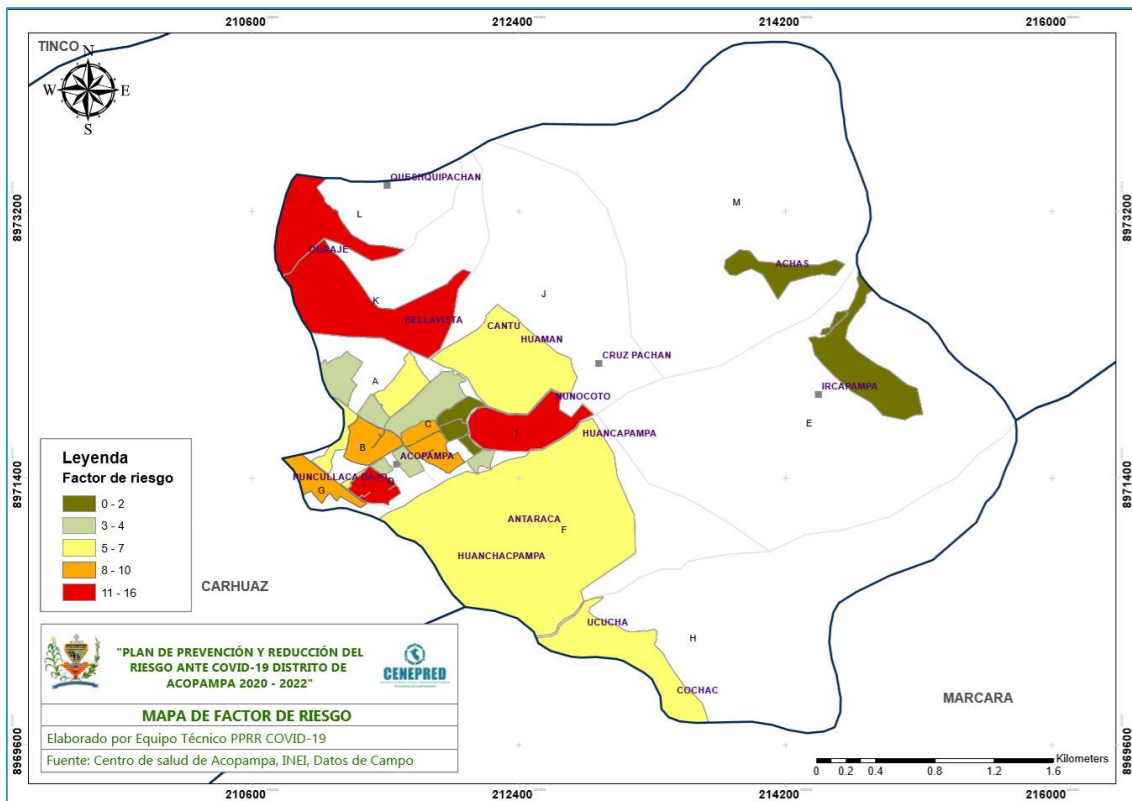 210600
212400
214200
216000
TINCO
N
W
E
S
QUESHQUIPACHAN
L
M
8973200
8973200
OBRAJE
ACHAS
K
J
BELLAVISTA
CANTU
HUAMAN
CRUZ PACHAN
A
IRCAPAMPA
NUNOCOTO
C
I
E
HUANCAPAMPA
B
ACOPAMPA
PUNCULLACA BAJO
D
G
8971400
8971400
ANTARACA
F
HUANCHACPAMPA
Leyenda
Factor de riesgo
0 - 2
3 - 4
5 - 7
8 - 10
11 - 16
CARHUAZ
UCUCHA
H
COCHAC
MARCARA
"PLAN DE PREVENCIÓN Y REDUCCIÓN DEL
RIESGO ANTE COVID-19 DISTRITO DE
ACOPAMPA 2020 - 2022"
CENEPRED
MAPA DE FACTOR DE RIESGO
Elaborado por Equipo Técnico PPRR COVID-19
Fuente: Centro de salud de Acopampa, INEI, Datos de Campo
8969600
8969600
Kilometers
0 0.2 0.4 0.8 1.2 1.6
210600
212400
214200
216000